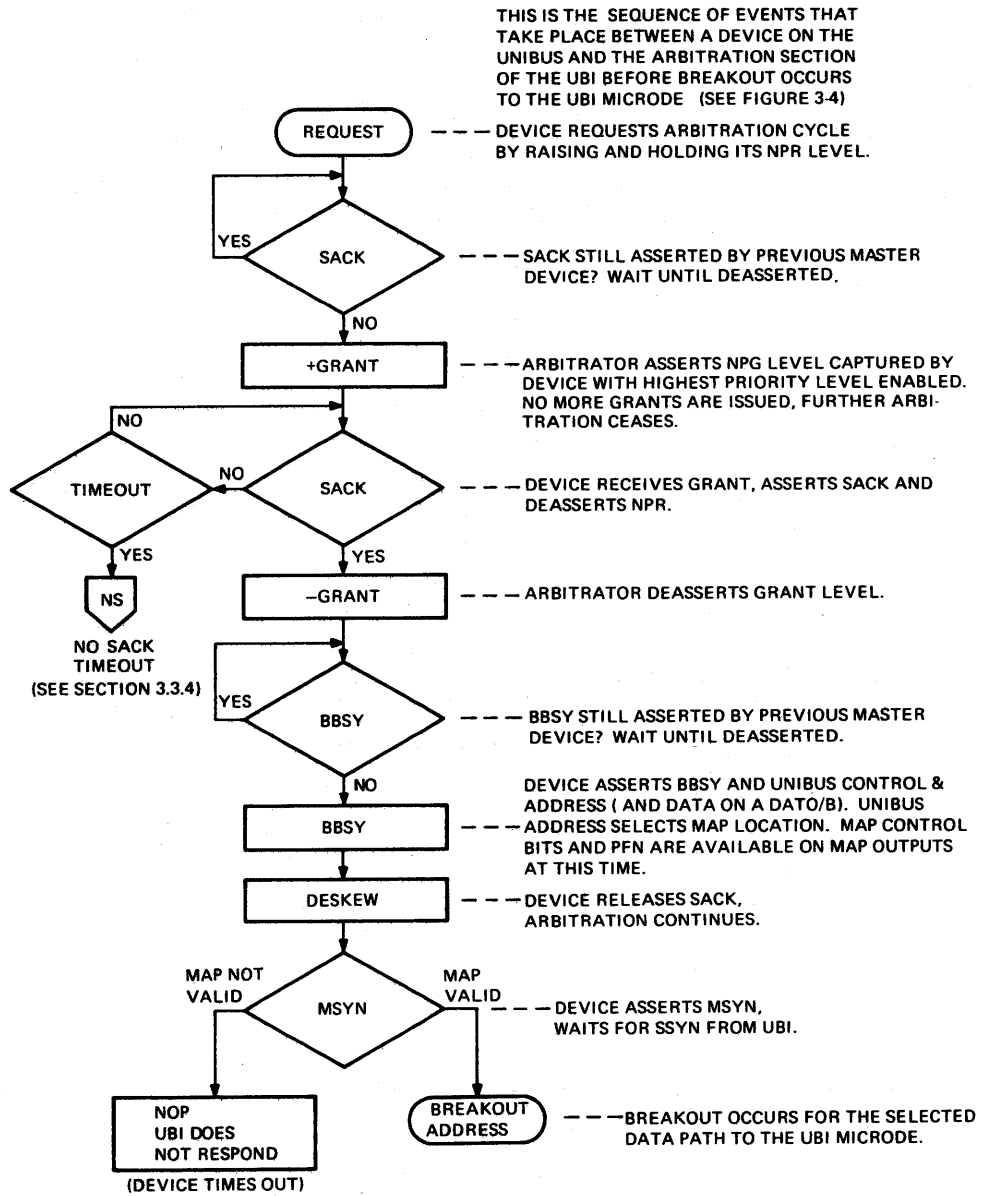 THIS IS THE SEQUENCE OF EVENTS THAT
TAKE PLACE BETWEEN A DEVICE ON THE
UNIBUS AND THE ARBITRATION SECTION
OF THE UBI BEFORE BREAKOUT OCCURS
TO THE UBI MICRODE (SEE FIGURE 3-4)
REQUEST
DEVICE REQUESTS ARBITRATION CYCLE
BY RAISING AND HOLDING ITS NPR LEVEL.
YES
SACK
SACK STILL ASSERTED BY PREVIOUS MASTER
DEVICE? WAIT UNTIL DEASSERTED.
NO
+GRANT
ARBITRATOR ASSERTS NPG LEVEL CAPTURED BY
DEVICE WITH HIGHEST PRIORITY LEVEL ENABLED.
NO MORE GRANTS ARE ISSUED, FURTHER ARBI-
TRATION CEASES.
NO
TIMEOUT
NO
SACK
DEVICE RECEIVES GRANT, ASSERTS SACK AND
DEASSERTS NPR.
YES
YES
NS
NO SACK
TIMEOUT
(SEE SECTION 3.3.4)
–GRANT
ARBITRATOR DEASSERTS GRANT LEVEL.
YES
BBSY
BBSY STILL ASSERTED BY PREVIOUS MASTER
DEVICE? WAIT UNTIL DEASSERTED.
NO
BBSY
DEVICE ASSERTS BBSY AND UNIBUS CONTROL &
ADDRESS ( AND DATA ON A DATO/B). UNIBUS
ADDRESS SELECTS MAP LOCATION. MAP CONTROL
BITS AND PFN ARE AVAILABLE ON MAP OUTPUTS
AT THIS TIME.
DESKEW
DEVICE RELEASES SACK,
ARBITRATION CONTINUES.
MAP NOT
VALID
MSYN
MAP
VALID
DEVICE ASSERTS MSYN,
WAITS FOR SSYN FROM UBI.
NOP
UBI DOES
NOT RESPOND
(DEVICE TIMES OUT)
BREAKOUT
ADDRESS
BREAKOUT OCCURS FOR THE SELECTED
DATA PATH TO THE UBI MICRODE.